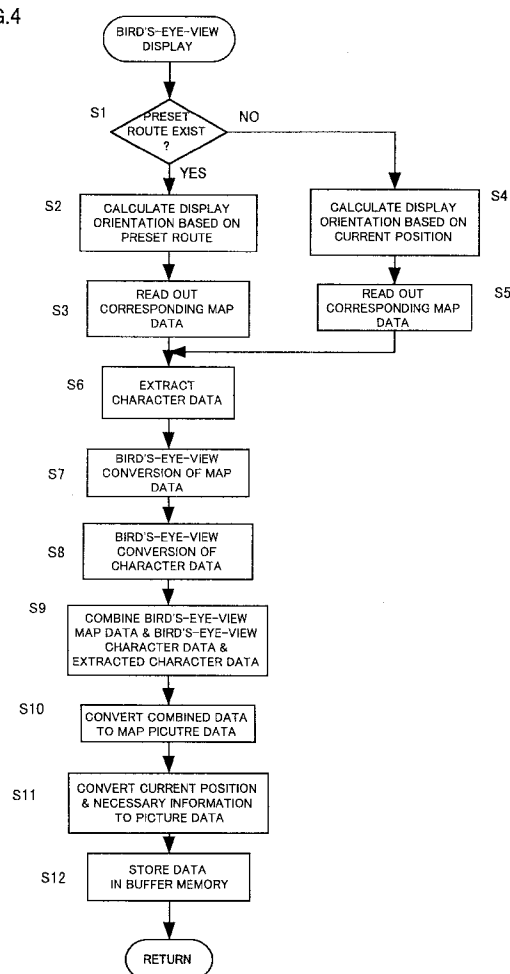 G.4
BIRD'S-EYE-VIEW
DISPLAY
S1
PRESET
ROUTE EXIST
?
NO
YES
S2
CALCULATE DISPLAY
ORIENTATION BASED ON
PRESET ROUTE
S4
CALCULATE DISPLAY
ORIENTATION BASED ON
CURRENT POSITION
S3
READ OUT
CORRESPONDING MAP
DATA
S5
READ OUT
CORRESPONDING MAP
DATA
S6
EXTRACT
CHARACTER DATA
S7
BIRD'S-EYE-VIEW
CONVERSION OF MAP
DATA
S8
BIRD'S-EYE-VIEW
CONVERSION OF
CHARACTER DATA
S9
COMBINE BIRD'S-EYE-VIEW
MAP DATA & BIRD'S-EYE-VIEW
CHARACTER DATA &
EXTRACTED CHARACTER DATA
S10
CONVERT COMBINED DATA
TO MAP PICUTRE DATA
S11
CONVERT CURRENT POSITION
& NECESSARY INFORMATION
TO PICTURE DATA
S12
STORE DATA
IN BUFFER MEMORY
RETURN